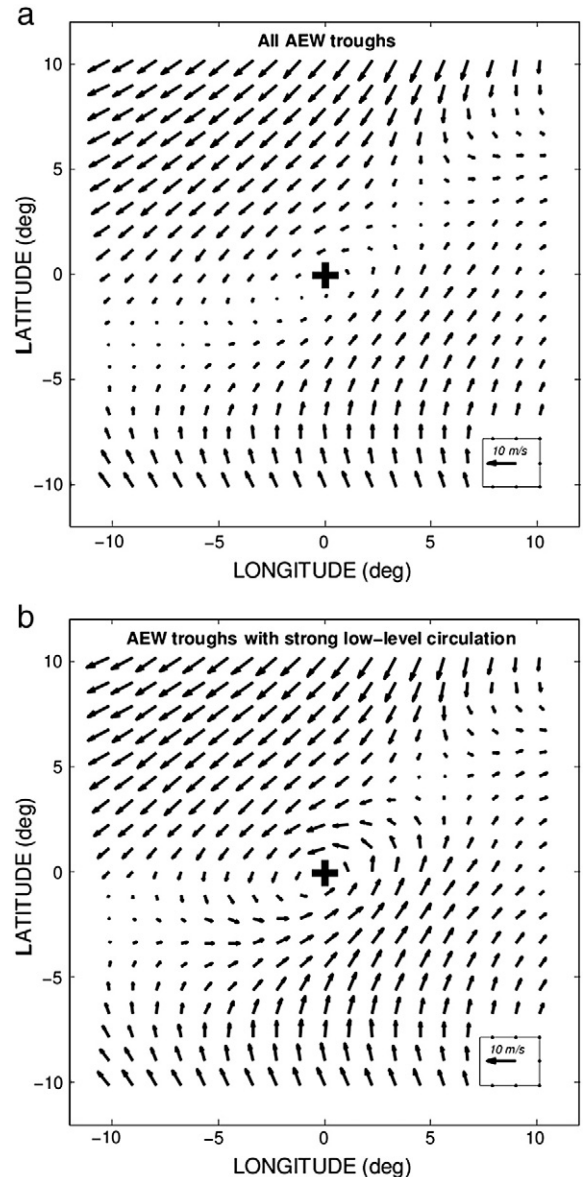 a
All AEW troughs
10
5
0
−5
−10
LATITUDE (deg)
10 m/s
−10 −5 0 5 10
LONGITUDE (deg)
b
AEW troughs with strong low−level circulation
10
5
0
−5
−10
LATITUDE (deg)
10 m/s
−10 −5 0 5 10
LONGITUDE (deg)